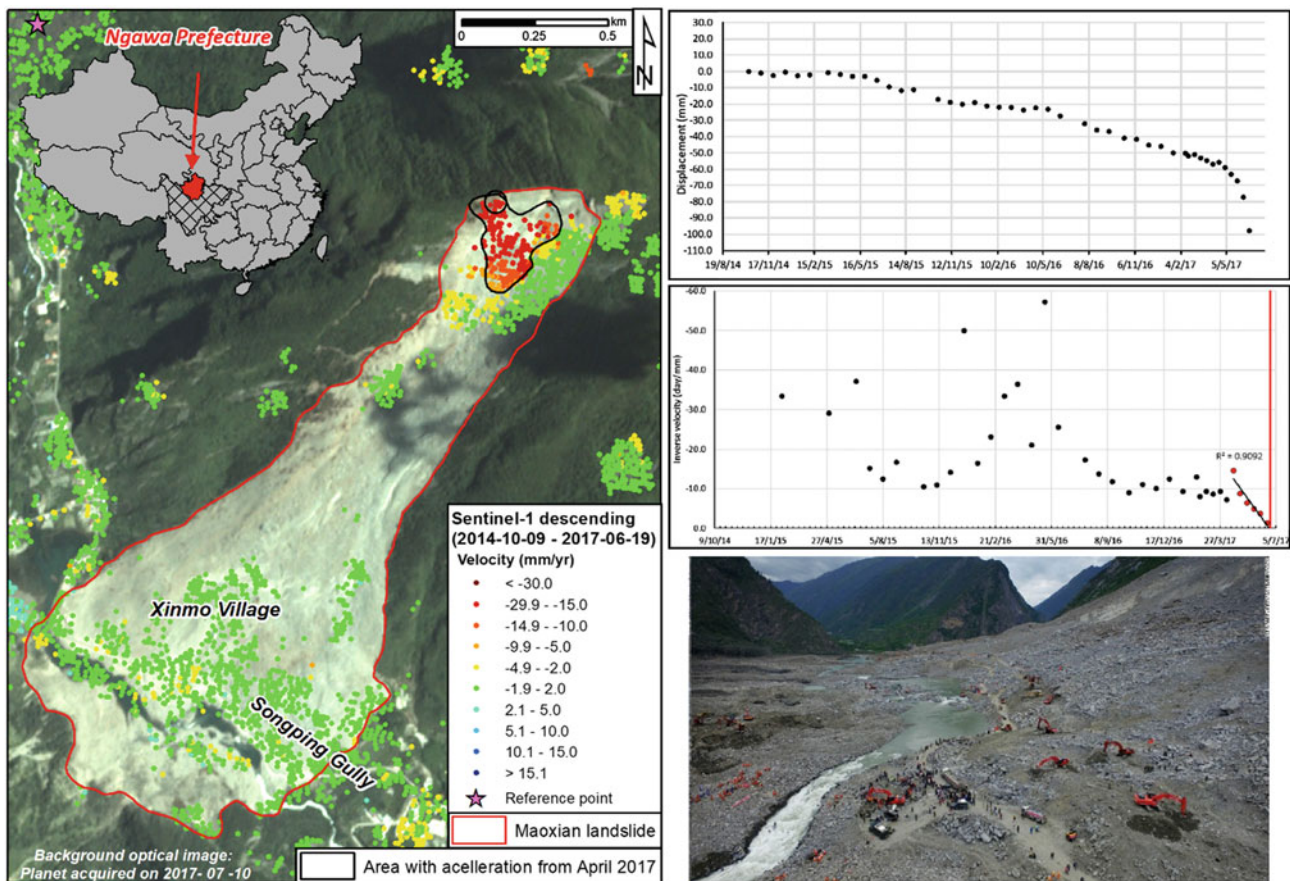 Ngawa Prefecture
km
0 0.25 0.5
N
Xinmo Village
Songping Gully
Sentinel-1 descending
(2014-10-09 - 2017-06-19)
Velocity (mm/yr)
< -30.0
-29.9 - -15.0
-14.9 - -10.0
-9.9 - -5.0
-4.9 - -2.0
-1.9 - 2.0
2.1 - 5.0
5.1 - 10.0
10.1 - 15.0
> 15.1
Reference point
Maoxian landslide
Area with acelleration from April 2017
Background optical image:
Planet acquired on 2017- 07 -10
Displacement (mm)
30.0
20.0
10.0
0.0
-10.0
-20.0
-30.0
-40.0
-50.0
-60.0
-70.0
-80.0
-90.0
-100.0
-110.0
19/8/14 17/11/14 15/2/15 16/5/15 14/8/15 12/11/15 10/2/16 10/5/16 8/8/16 6/11/16 4/2/17 5/5/17
Inverse velocity (day/mm)
-60.0
-50.0
-40.0
-30.0
-20.0
-10.0
0.0
R² = 0.9092
9/10/14 17/1/15 27/4/15 5/8/15 13/11/15 21/2/16 31/5/16 8/9/16 17/12/16 27/3/17 5/7/17